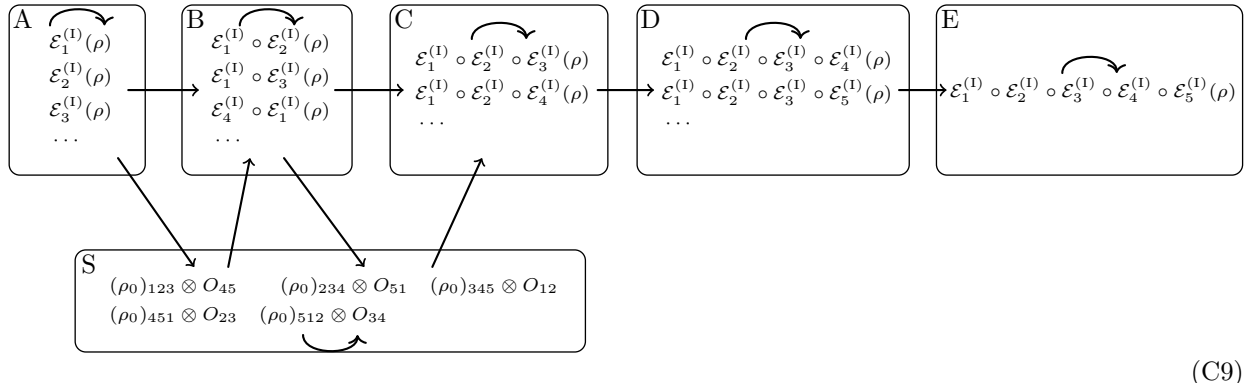 A
ℰ₁^(I)(ρ)
ℰ₂^(I)(ρ)
ℰ₃^(I)(ρ)
...
B
ℰ₁^(I) ∘ ℰ₂^(I)(ρ)
ℰ₁^(I) ∘ ℰ₃^(I)(ρ)
ℰ₄^(I) ∘ ℰ₁^(I)(ρ)
...
C
ℰ₁^(I) ∘ ℰ₂^(I) ∘ ℰ₃^(I)(ρ)
ℰ₁^(I) ∘ ℰ₂^(I) ∘ ℰ₄^(I)(ρ)
...
D
ℰ₁^(I) ∘ ℰ₂^(I) ∘ ℰ₃^(I) ∘ ℰ₄^(I)(ρ)
ℰ₁^(I) ∘ ℰ₂^(I) ∘ ℰ₃^(I) ∘ ℰ₅^(I)(ρ)
...
E
ℰ₁^(I) ∘ ℰ₂^(I) ∘ ℰ₃^(I) ∘ ℰ₄^(I) ∘ ℰ₅^(I)(ρ)
S
(ρ₀)₁₂₃ ⊗ O₄₅ (ρ₀)₂₃₄ ⊗ O₅₁ (ρ₀)₃₄₅ ⊗ O₁₂
(ρ₀)₄₅₁ ⊗ O₂₃ (ρ₀)₅₁₂ ⊗ O₃₄
(C9)